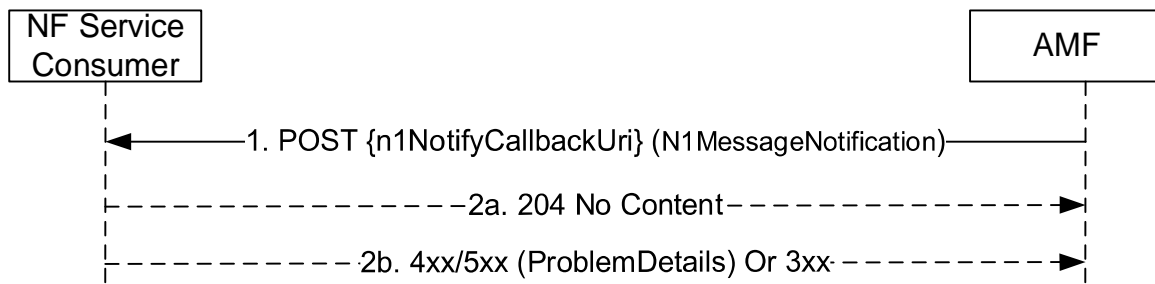 NF Service
Consumer
AMF
1. POST {n1NotifyCallbackUri} (N1MessageNotification)
2a. 204 No Content
2b. 4xx/5xx (ProblemDetails) Or 3xx